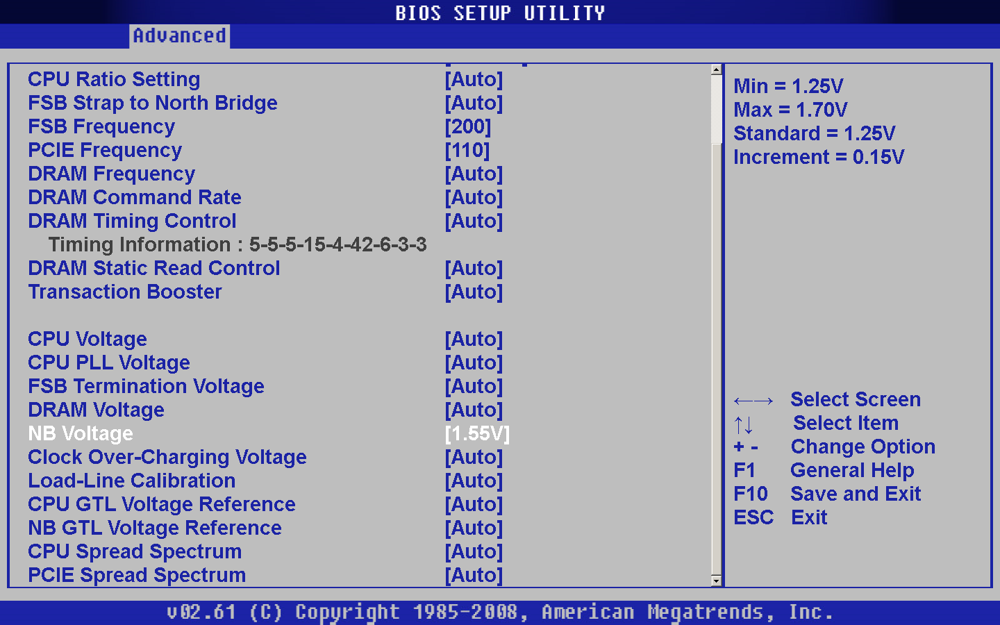 BIOS SETUP UTILITY
Advanced
CPU Ratio Setting [Auto]
FSB Strap to North Bridge [Auto]
FSB Frequency [200]
PCIE Frequency [110]
DRAM Frequency [Auto]
DRAM Command Rate [Auto]
DRAM Timing Control [Auto]
Timing Information : 5-5-5-15-4-42-6-3-3
DRAM Static Read Control [Auto]
Transaction Booster [Auto]
CPU Voltage [Auto]
CPU PLL Voltage [Auto]
FSB Termination Voltage [Auto]
DRAM Voltage [Auto]
NB Voltage [1.55V]
Clock Over-Charging Voltage [Auto]
Load-Line Calibration [Auto]
CPU GTL Voltage Reference [Auto]
NB GTL Voltage Reference [Auto]
CPU Spread Spectrum [Auto]
PCIE Spread Spectrum [Auto]
Min = 1.25V
Max = 1.70V
Standard = 1.25V
Increment = 0.15V
←→ Select Screen
↑↓ Select Item
+ - Change Option
F1 General Help
F10 Save and Exit
ESC Exit
v02.61 (C) Copyright 1985-2008, American Megatrends, Inc.